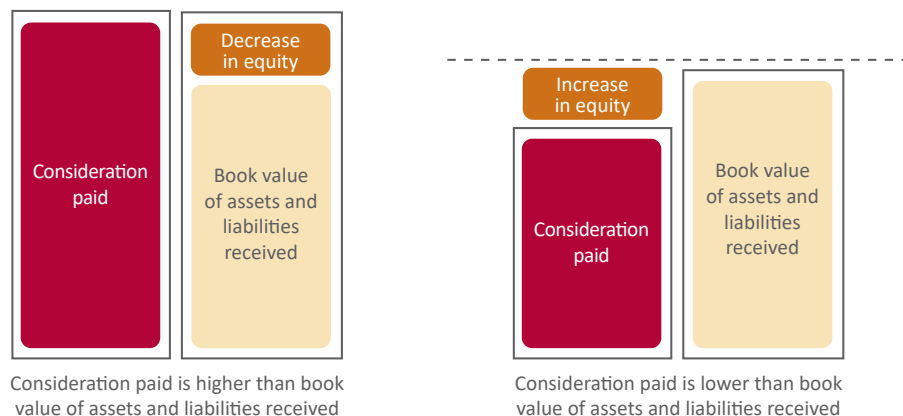 Consideration
paid
Decrease
in equity
Book value
of assets and
liabilities
received
Consideration paid is higher than book
value of assets and liabilities received
Increase
in equity
Consideration
paid
Book value
of assets and
liabilities
received
Consideration paid is lower than book
value of assets and liabilities received